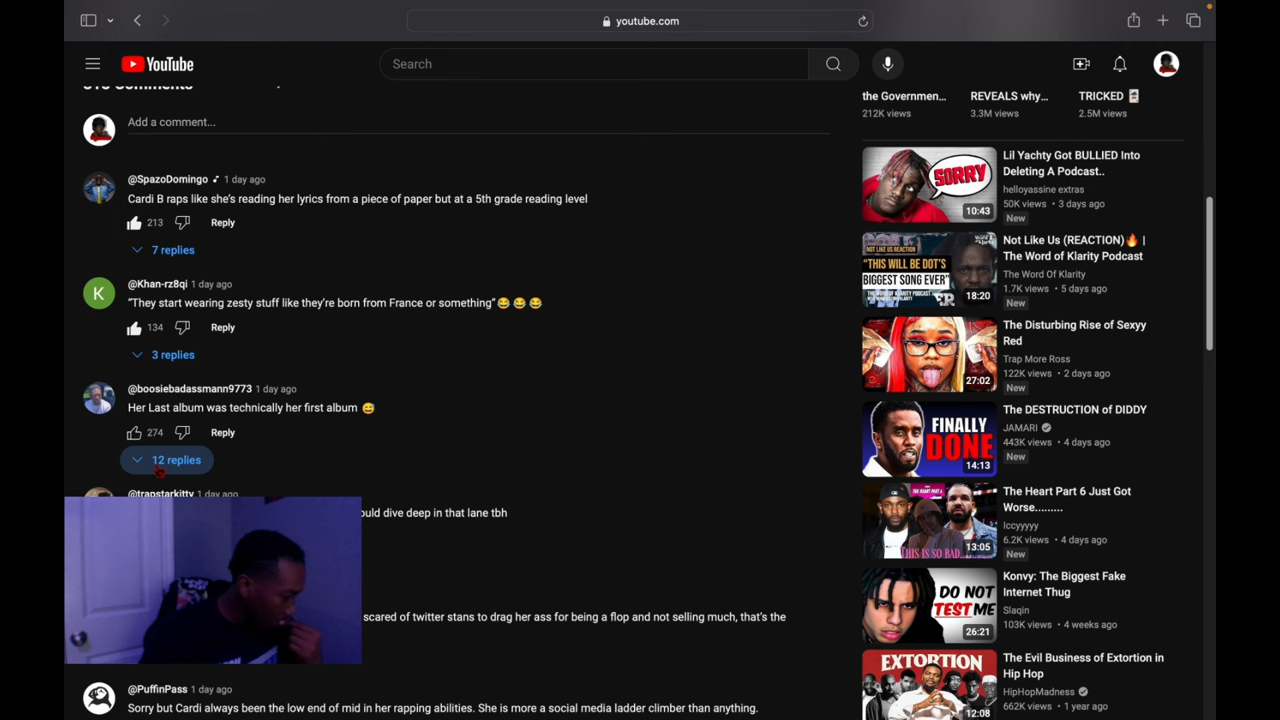 youtube.com
YouTube
Search
Comments
Add a comment...
@SpazoDomingo 1 day ago
Cardi B raps like she's reading her lyrics from a piece of paper but at a 5th grade reading level
213 Reply
7 replies
K
@Khan-rz8qi 1 day ago
“They start wearing zesty stuff like they're born from France or something”😂 😂 😂
134 Reply
3 replies
@boosiebadassmann9773 1 day ago
Her Last album was technically her first album 😅
274 Reply
12 replies
@trapstarkitty 1 day ago
ould dive deep in that lane tbh
scared of twitter stans to drag her ass for being a flop and not selling much, that's the
@PuffinPass 1 day ago
Sorry but Cardi always been the low end of mid in her rapping abilities. She is more a social media ladder climber than anything.
the Governmen...
212K views
REVEALS why...
3.3M views
TRICKED
2.5M views
SORRY
10:43
Lil Yachty Got BULLIED Into
Deleting A Podcast..
helloyassine extras
50K views • 3 days ago
New
NOT LIKE US REACTION
"THIS WILL BE DOT'S
BIGGEST SONG EVER"
THE WORD OF KLARITY PODCAST
18:20
Not Like Us (REACTION)🔥 |
The Word of Klarity Podcast
The Word Of Klarity
1.7K views • 5 days ago
New
27:02
The Disturbing Rise of Sexyy
Red
Trap More Ross
122K views • 2 days ago
New
FINALLY
DONE
14:13
The DESTRUCTION of DIDDY
JAMARI
443K views • 4 days ago
New
THIS IS SO BAD...
13:05
The Heart Part 6 Just Got
Worse.........
Iccyyyyy
6.2K views • 4 days ago
New
DO NOT
TEST ME
26:21
Konvy: The Biggest Fake
Internet Thug
Slaqin
103K views • 4 weeks ago
EXTORTION
12:08
The Evil Business of Extortion in
Hip Hop
HipHopMadness
662K views • 1 year ago